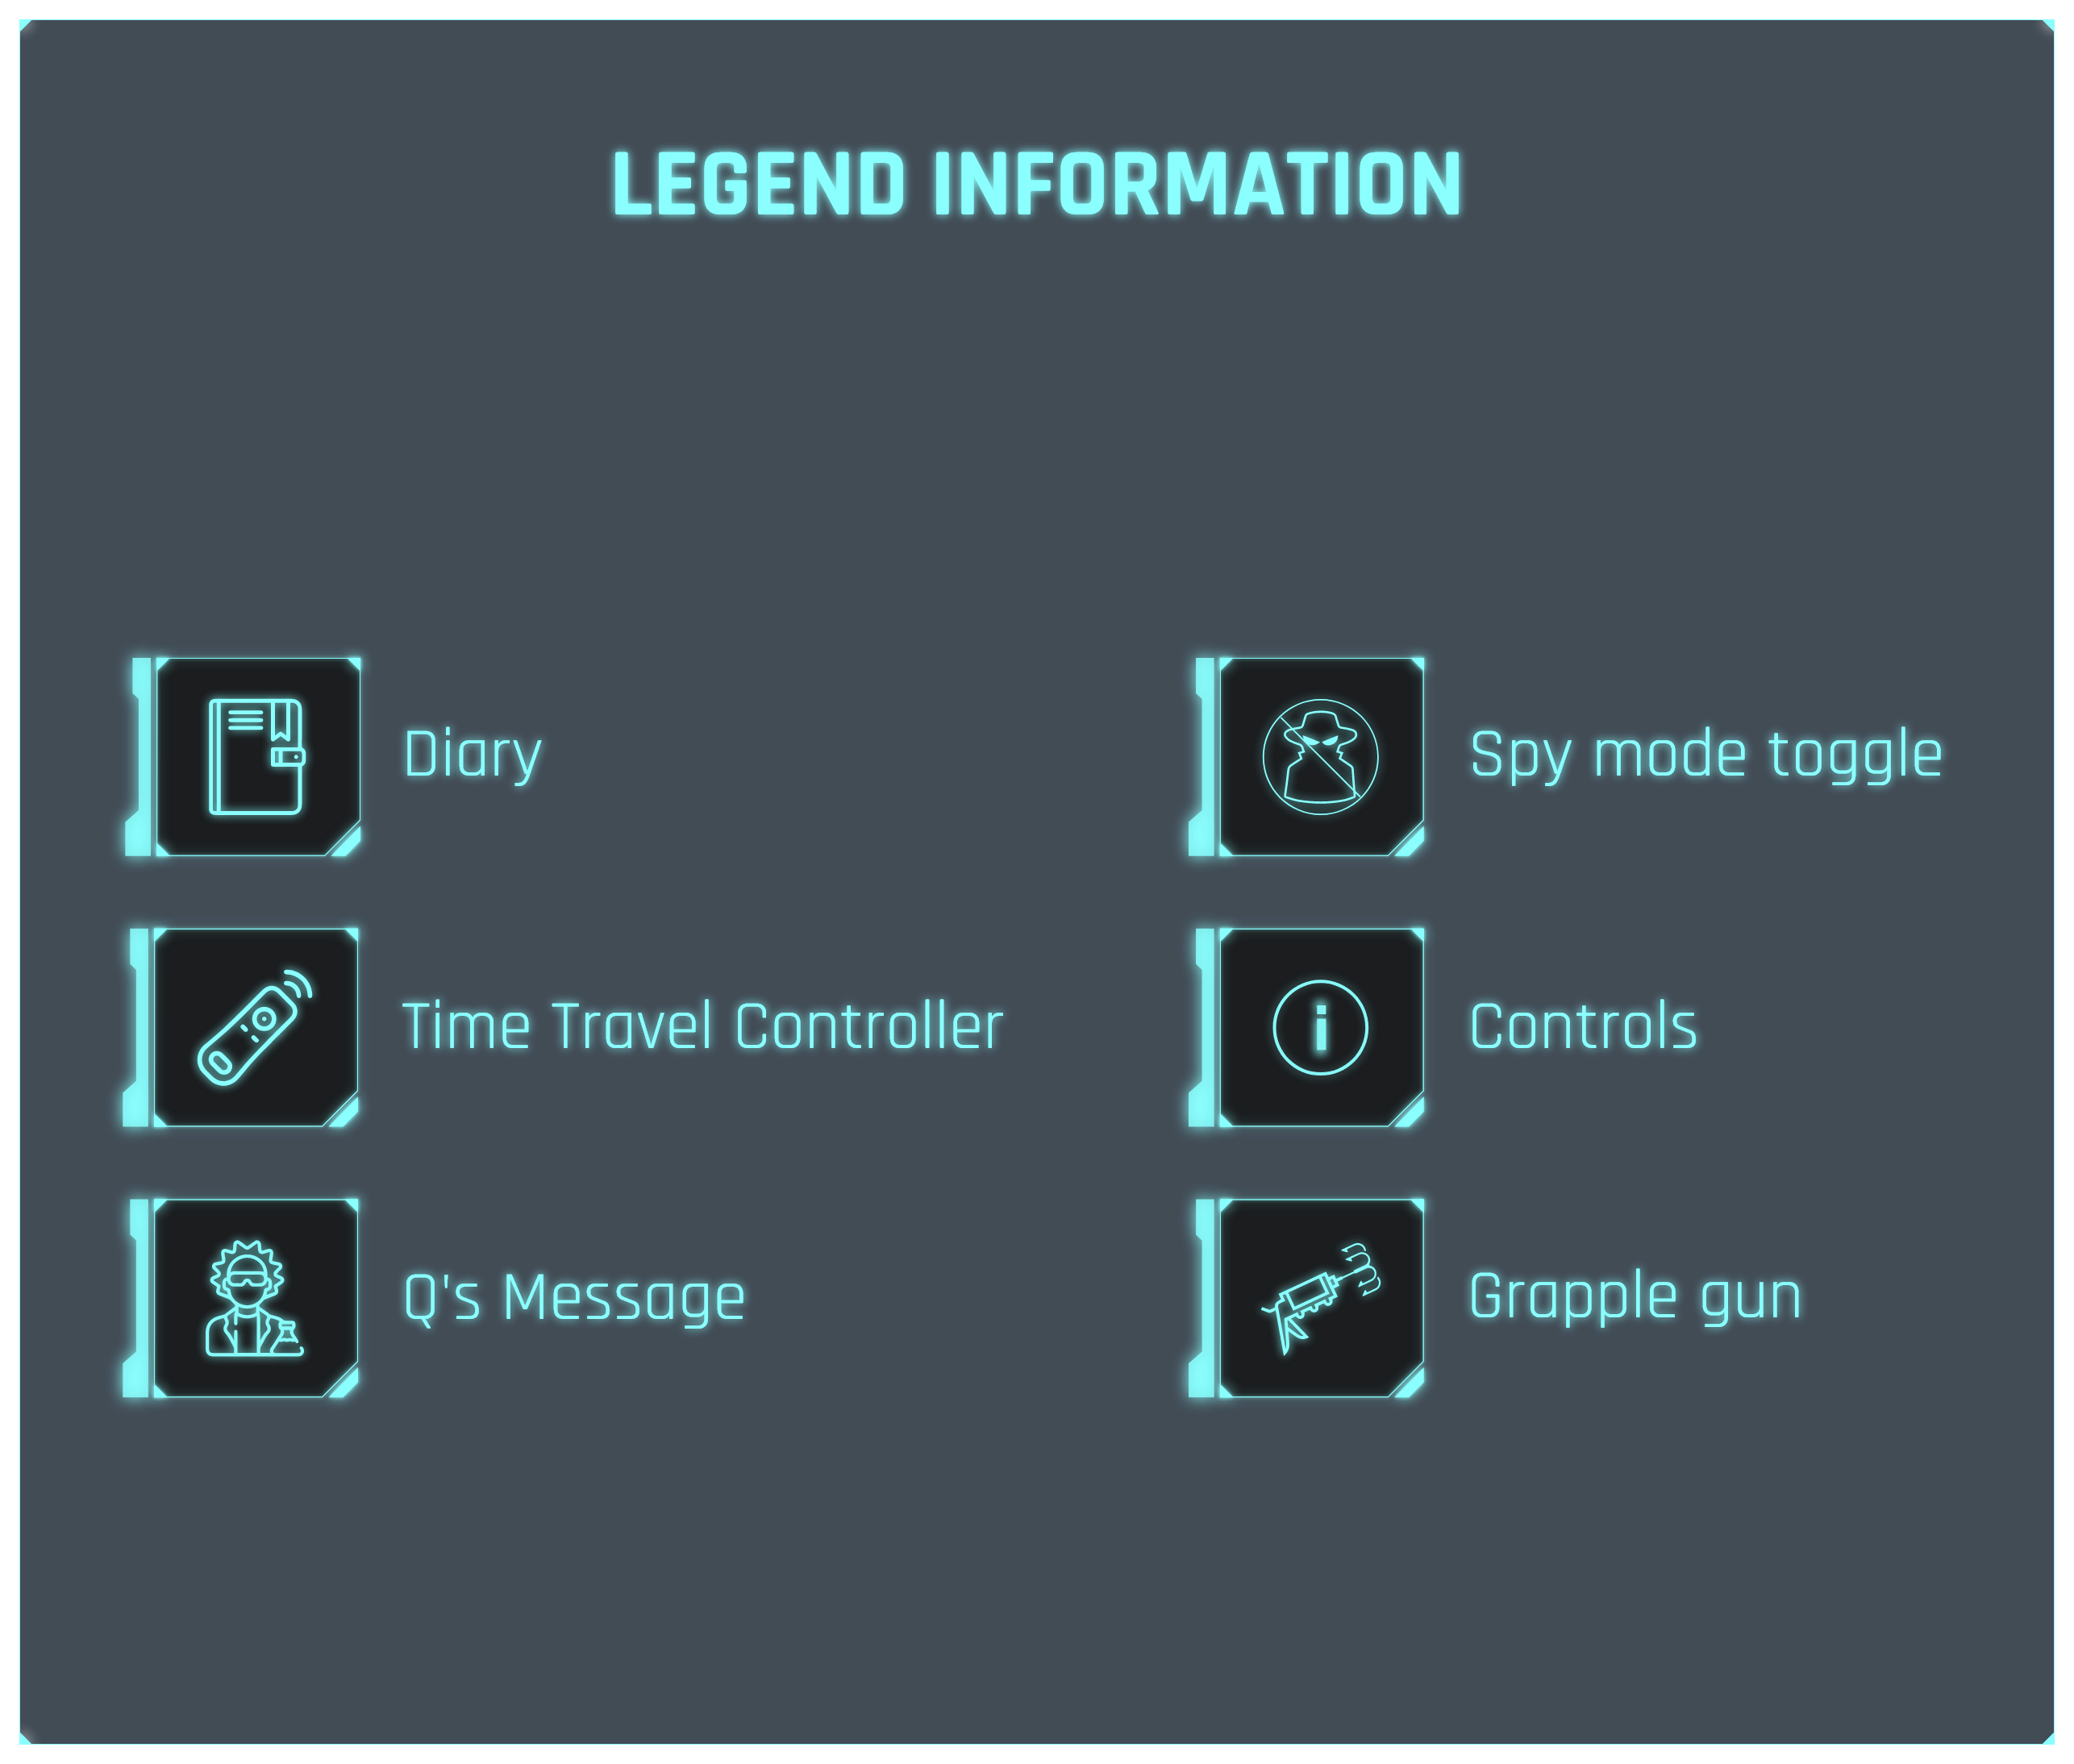 LEGEND INFORMATION
Diary
Spy mode toggle
Time Travel Controller
Controls
Q's Message
Grapple gun